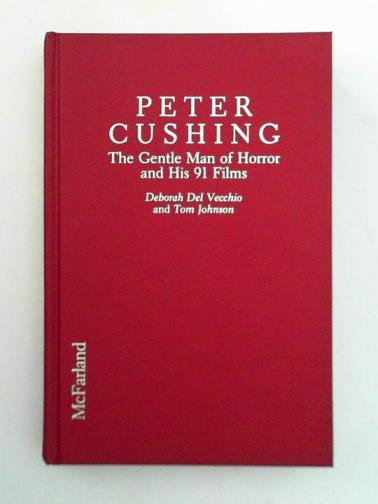 PETER
CUSHING
The Gentle Man of Horror
and His 91 Films
Deborah Del Vecchio
and Tom Johnson
McFarland